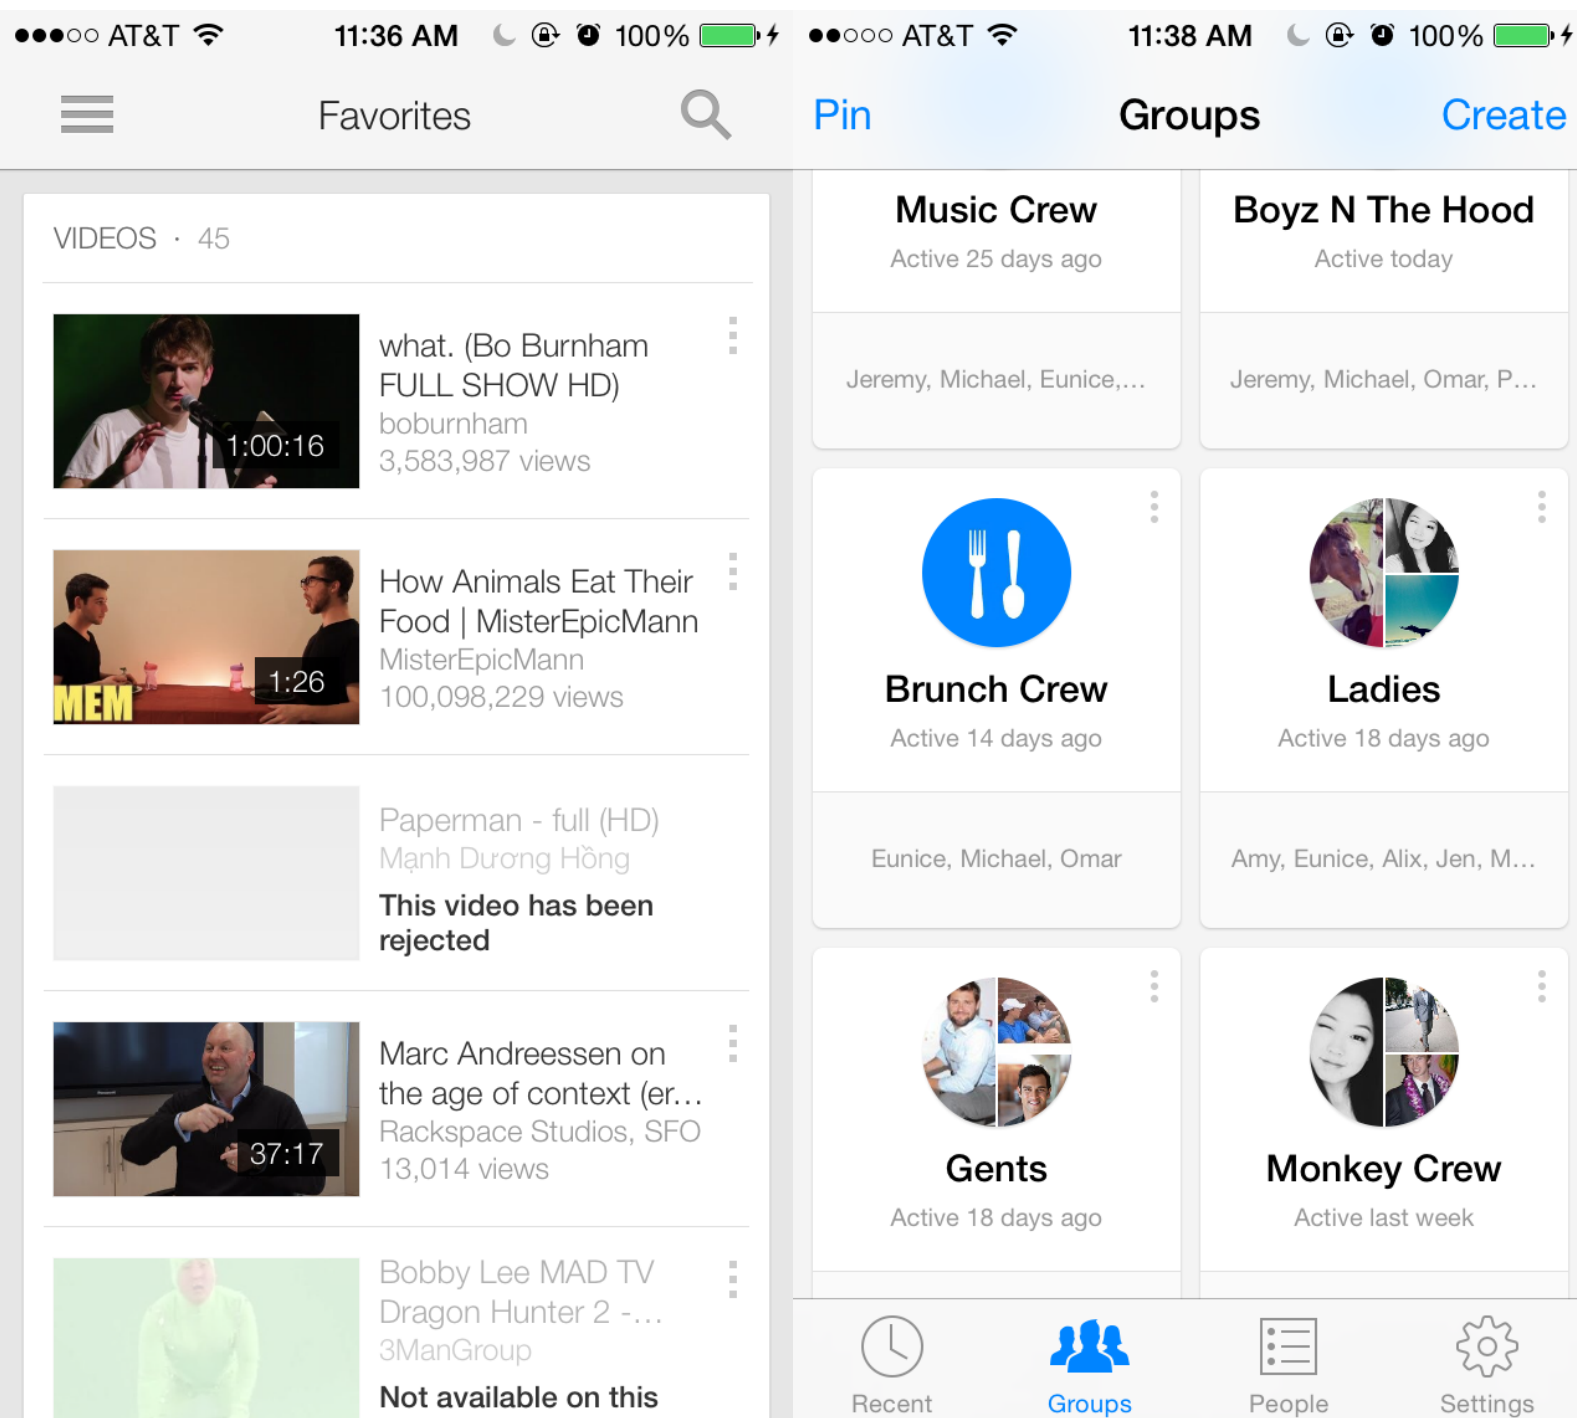 AT&T 11:36 AM 100%
Favorites
VIDEOS · 45
1:00:16
what. (Bo Burnham
FULL SHOW HD)
boburnham
3,583,987 views
MEM
1:26
How Animals Eat Their
Food | MisterEpicMann
MisterEpicMann
100,098,229 views
Paperman - full (HD)
Mạnh Dương Hồng
This video has been
rejected
37:17
Marc Andreessen on
the age of context (er...
Rackspace Studios, SFO
13,014 views
Bobby Lee MAD TV
Dragon Hunter 2 -...
3ManGroup
Not available on this
AT&T 11:38 AM 100%
Pin Groups Create
Music Crew
Active 25 days ago
Jeremy, Michael, Eunice,...
Boyz N The Hood
Active today
Jeremy, Michael, Omar, P...
Brunch Crew
Active 14 days ago
Eunice, Michael, Omar
Ladies
Active 18 days ago
Amy, Eunice, Alix, Jen, M...
Gents
Active 18 days ago
Monkey Crew
Active last week
Recent Groups People Settings